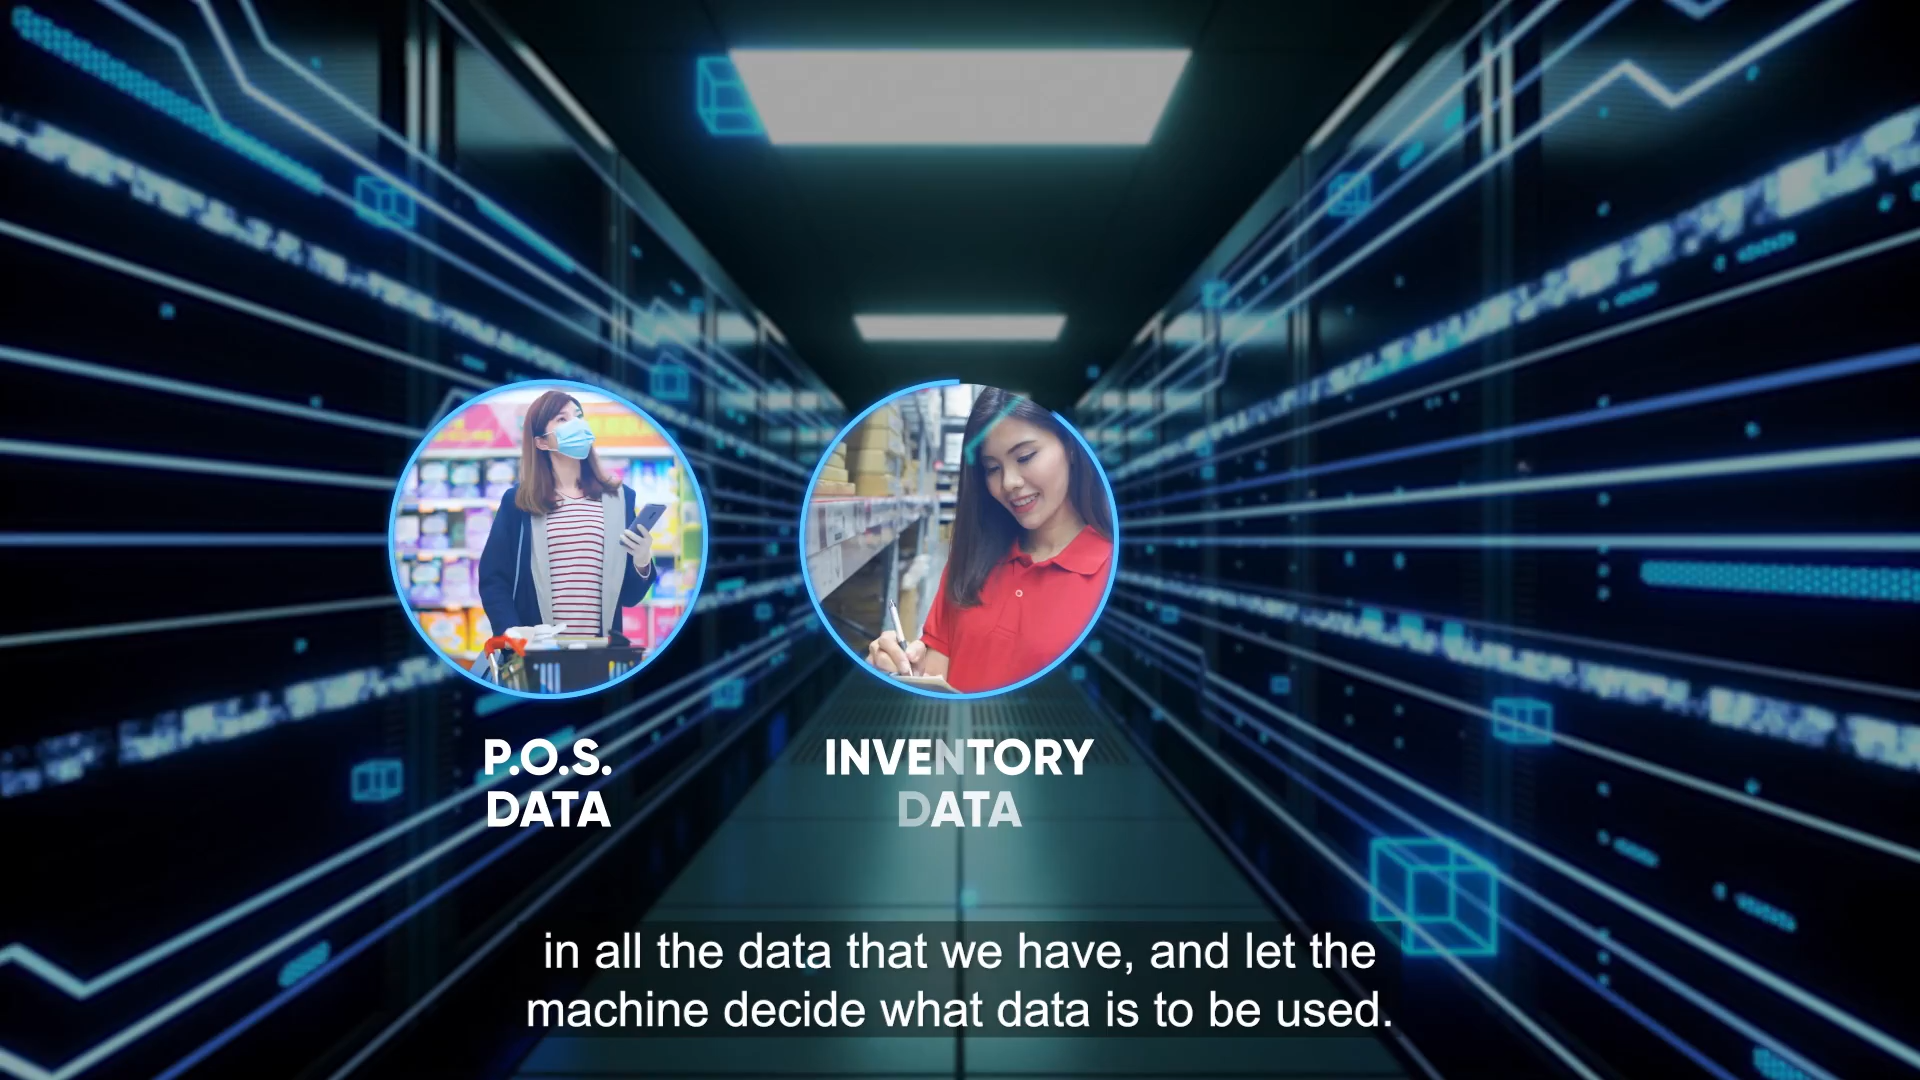 P.O.S.
DATA
INVENTORY
DATA
in all the data that we have, and let the
machine decide what data is to be used.